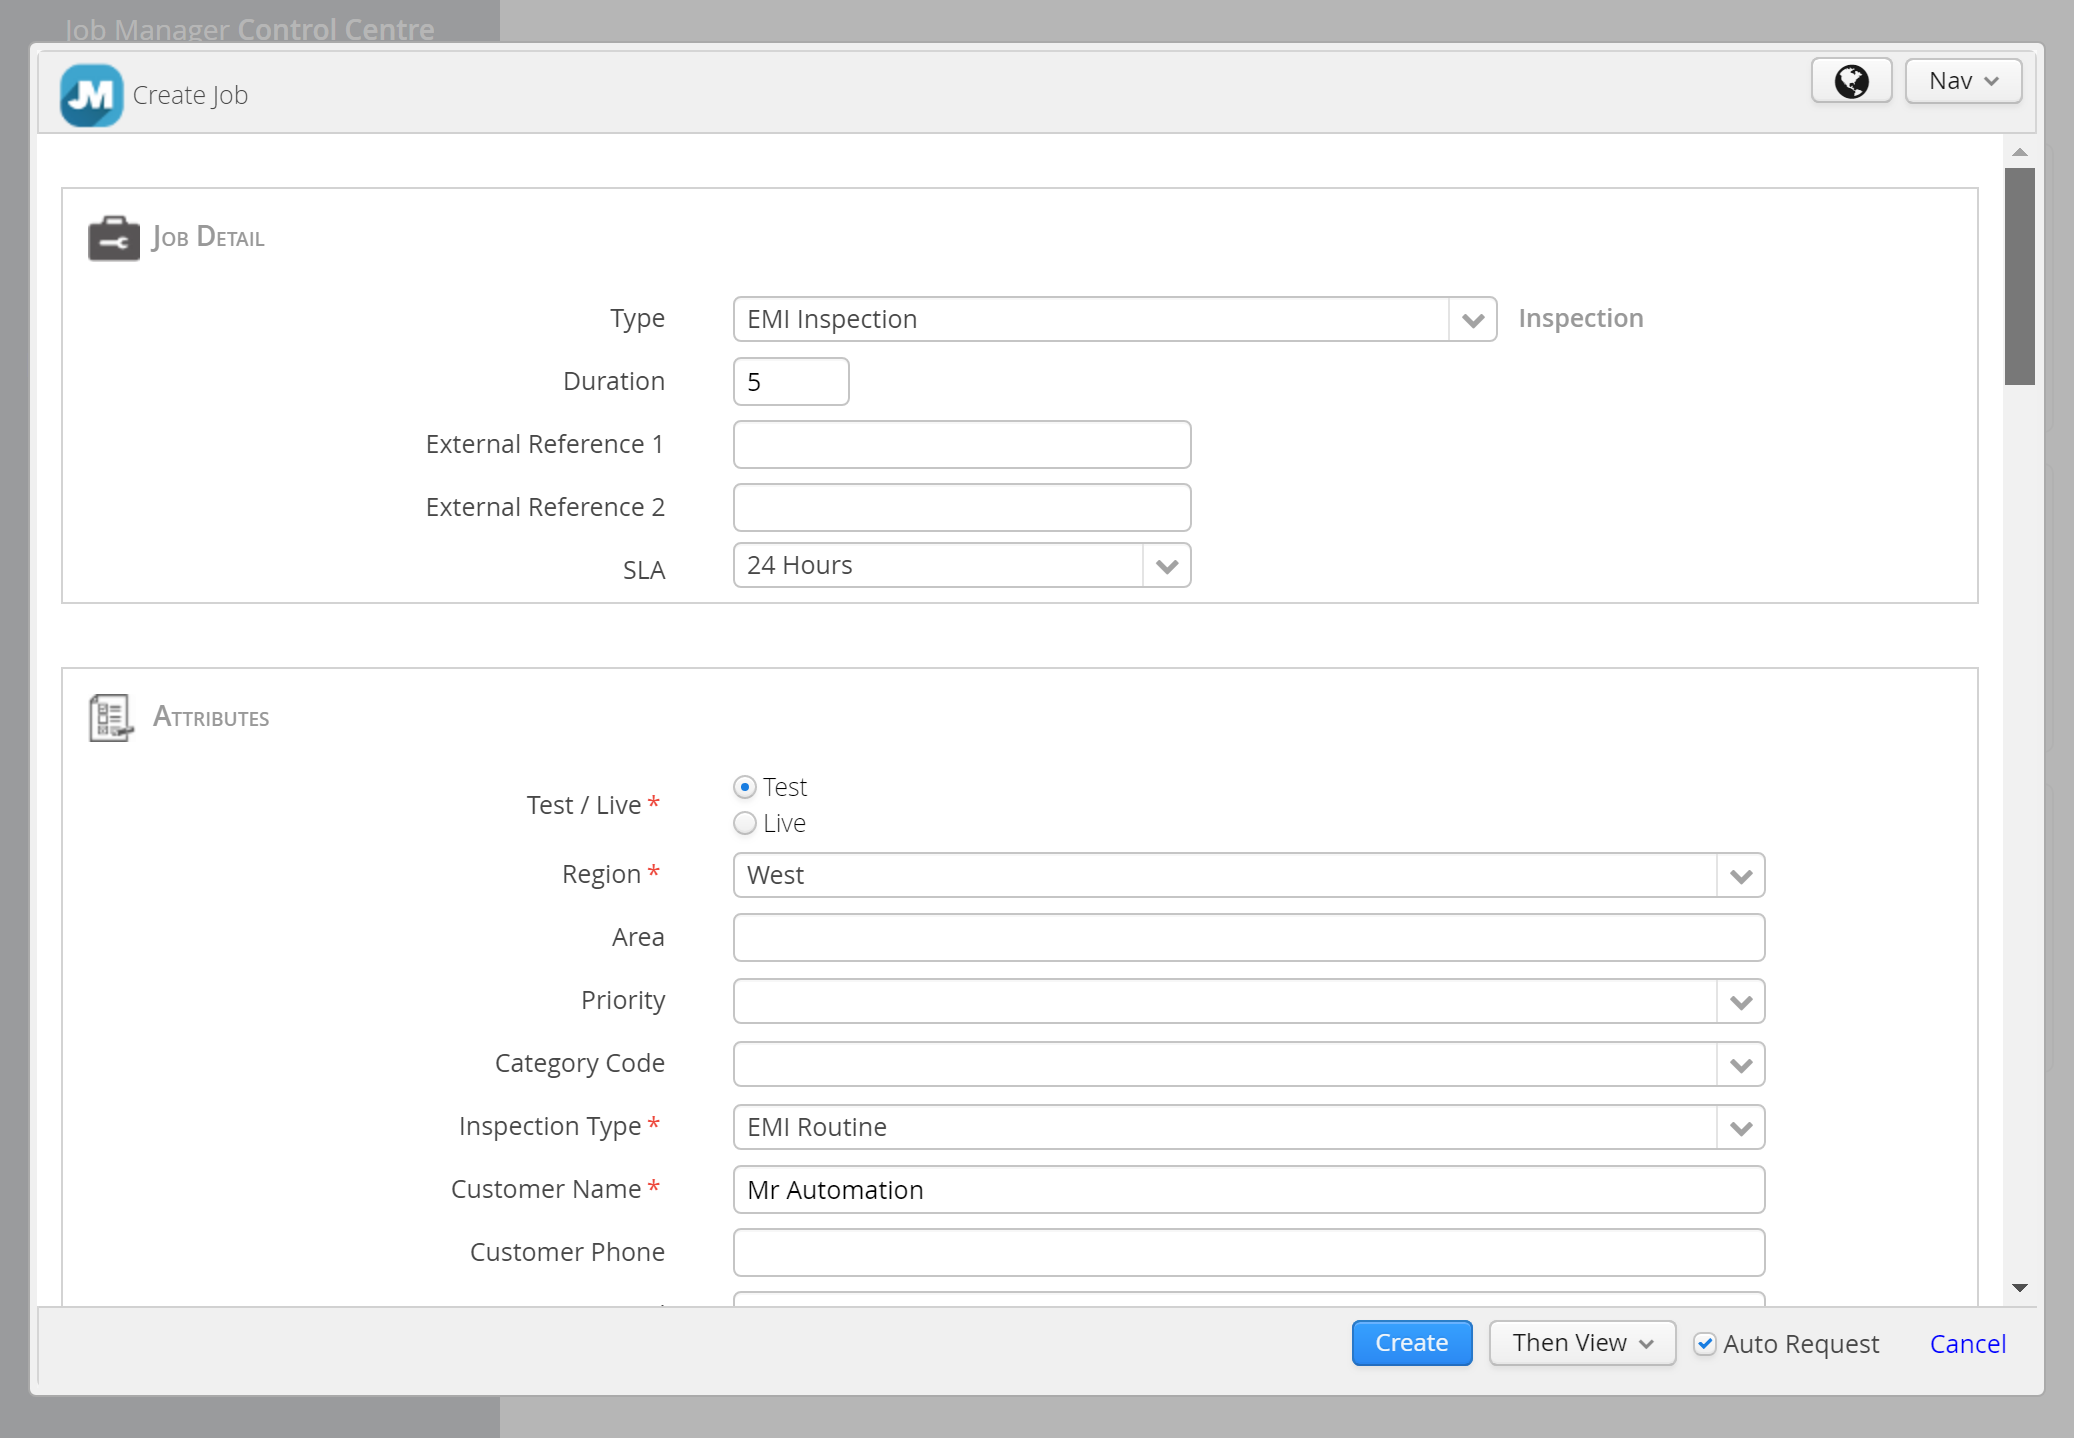 Job Manager Control Centre
JM Create Job
Nav
Job Detail
Type EMI Inspection Inspection
Duration 5
External Reference 1
External Reference 2
SLA 24 Hours
Attributes
Test / Live * Test
Live
Region * West
Area
Priority
Category Code
Inspection Type * EMI Routine
Customer Name * Mr Automation
Customer Phone
Create Then View Auto Request Cancel